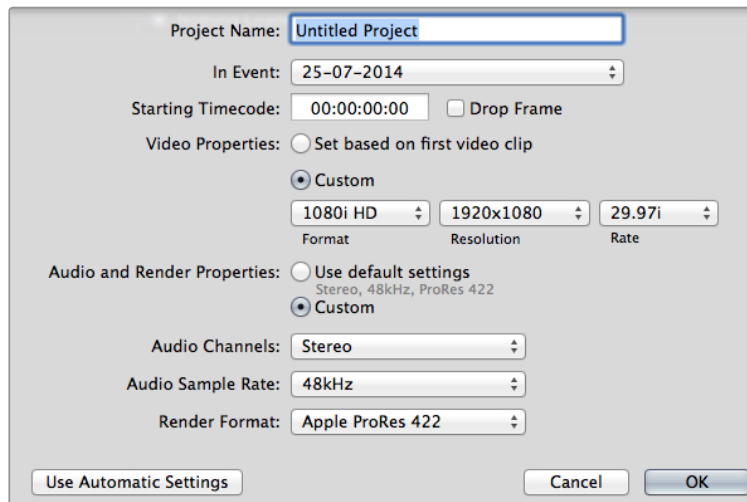 Project Name: Untitled Project
In Event: 25-07-2014
Starting Timecode: 00:00:00:00 Drop Frame
Video Properties: Set based on first video clip
Custom
1080i HD 1920x1080 29.97i
Format Resolution Rate
Audio and Render Properties: Use default settings
Stereo, 48kHz, ProRes 422
Custom
Audio Channels: Stereo
Audio Sample Rate: 48kHz
Render Format: Apple ProRes 422
Use Automatic Settings Cancel OK